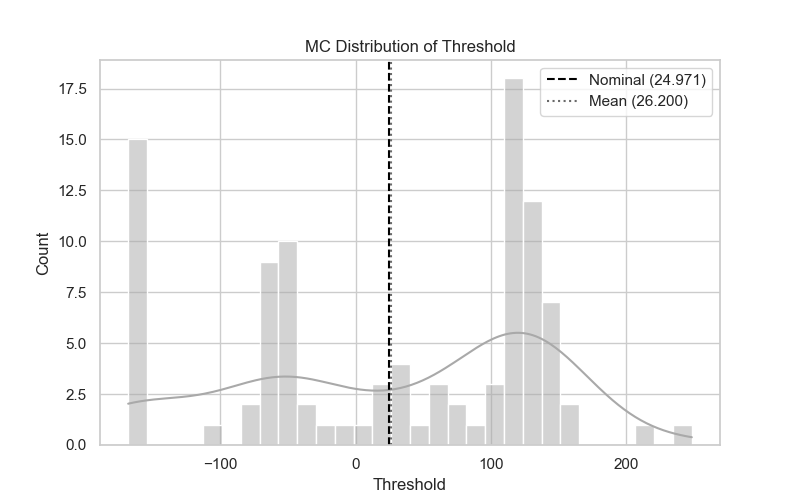 MC Distribution of Threshold
Nominal (24.971)
Mean (26.200)
17.5
15.0
12.5
10.0
7.5
5.0
2.5
0.0
Count
−100
0
100
200
Threshold